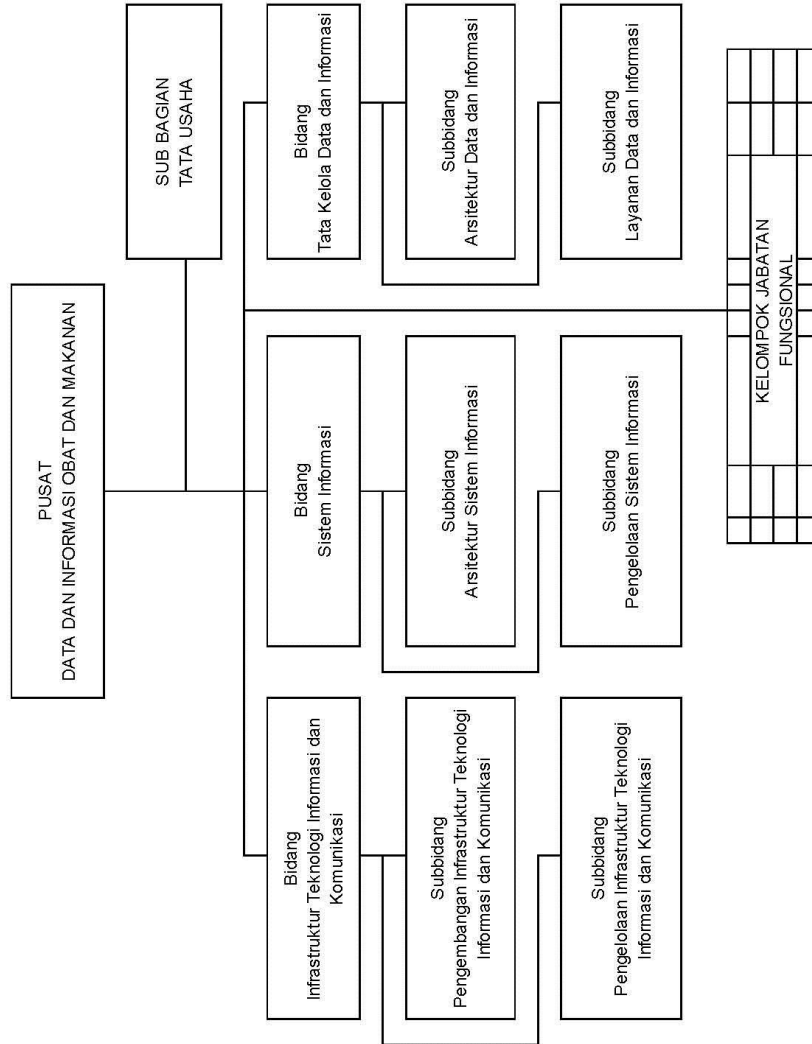 PUSAT
DATA DAN INFORMASI OBAT DAN MAKANAN
SUB BAGIAN
TATA USAHA
Bidang
Infrastruktur Teknologi Informasi dan
Komunikasi
Bidang
Sistem Informasi
Bidang
Tata Kelola Data dan Informasi
Subbidang
Pengembangan Infrastruktur Teknologi
Informasi dan Komunikasi
Subbidang
Arsitektur Sistem Informasi
Subbidang
Arsitektur Data dan Informasi
Subbidang
Pengelolaan Infrastruktur Teknologi
Informasi dan Komunikasi
Subbidang
Pengelolaan Sistem Informasi
Subbidang
Layanan Data dan Informasi
KELOMPOK JABATAN
FUNGSIONAL